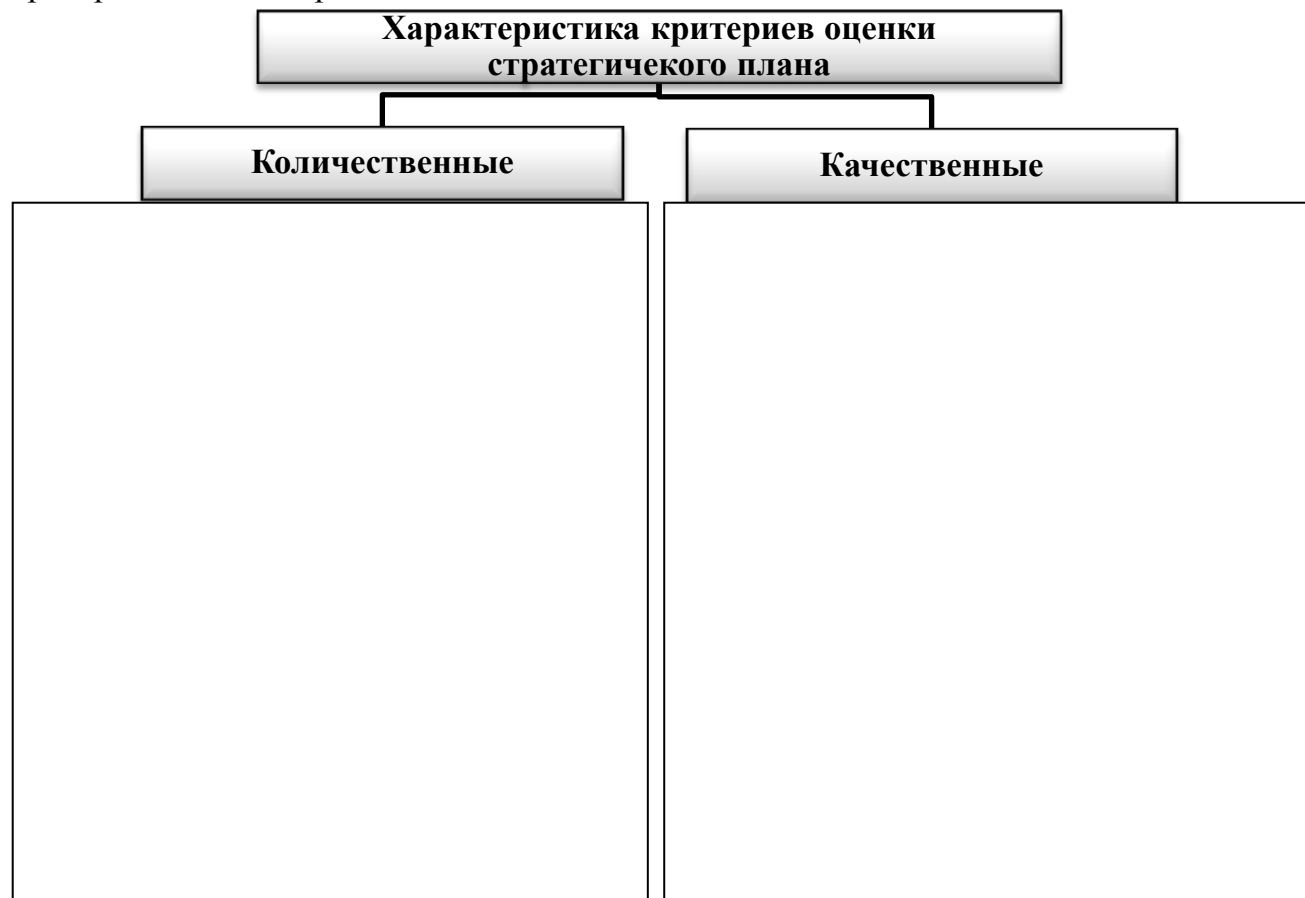 Характеристика критериев оценки
стратегичекого плана
Количественные
Качественные